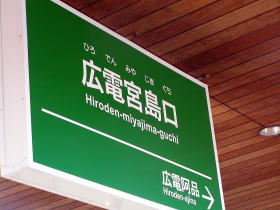 ひろ でん みや じま ぐち
広電宮島口
Hiroden-miyajima-guchi
広電阿品
Hiroden-ajina